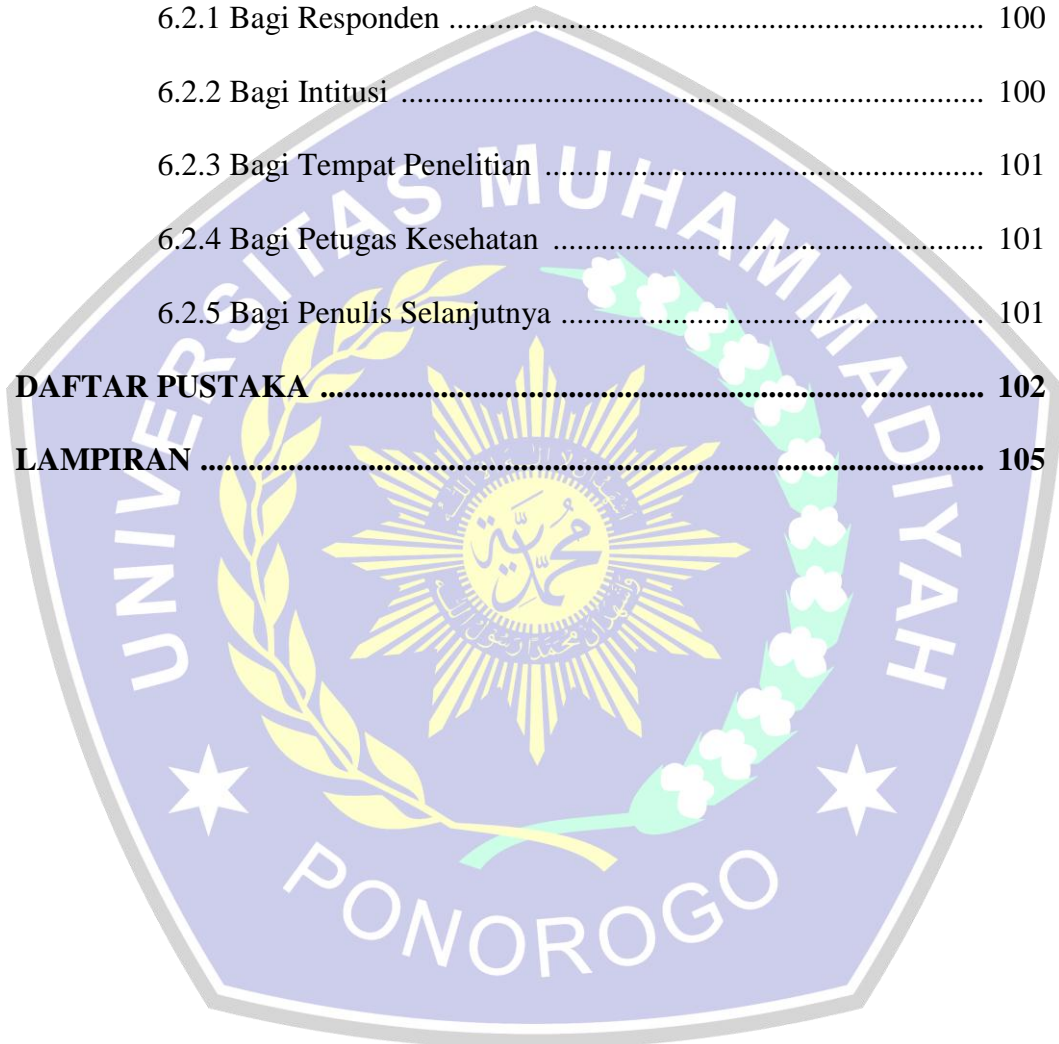 6.2.1 Bagi Responden ................................................................. 100
6.2.2 Bagi Intitusi ....................................................................... 100
6.2.3 Bagi Tempat Penelitian ..................................................... 101
6.2.4 Bagi Petugas Kesehatan .................................................... 101
6.2.5 Bagi Penulis Selanjutnya ................................................... 101
DAFTAR PUSTAKA ................................................................................ 102
LAMPIRAN ............................................................................................... 105
UNIVERSITAS MUHAMMADIYAH
محمدية
PONOROGO